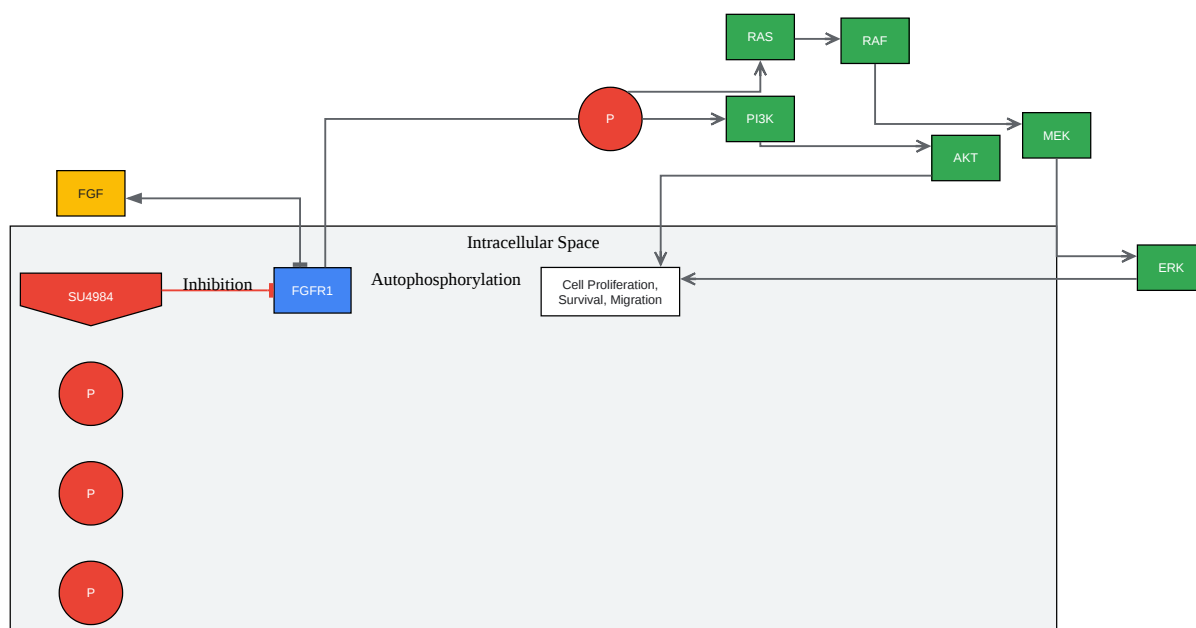 RAS
RAF
P
PI3K
MEK
AKT
FGF
Intracellular Space
ERK
SU4984
Inhibition
FGFR1
Autophosphorylation
Cell Proliferation,
Survival, Migration
P
P
P